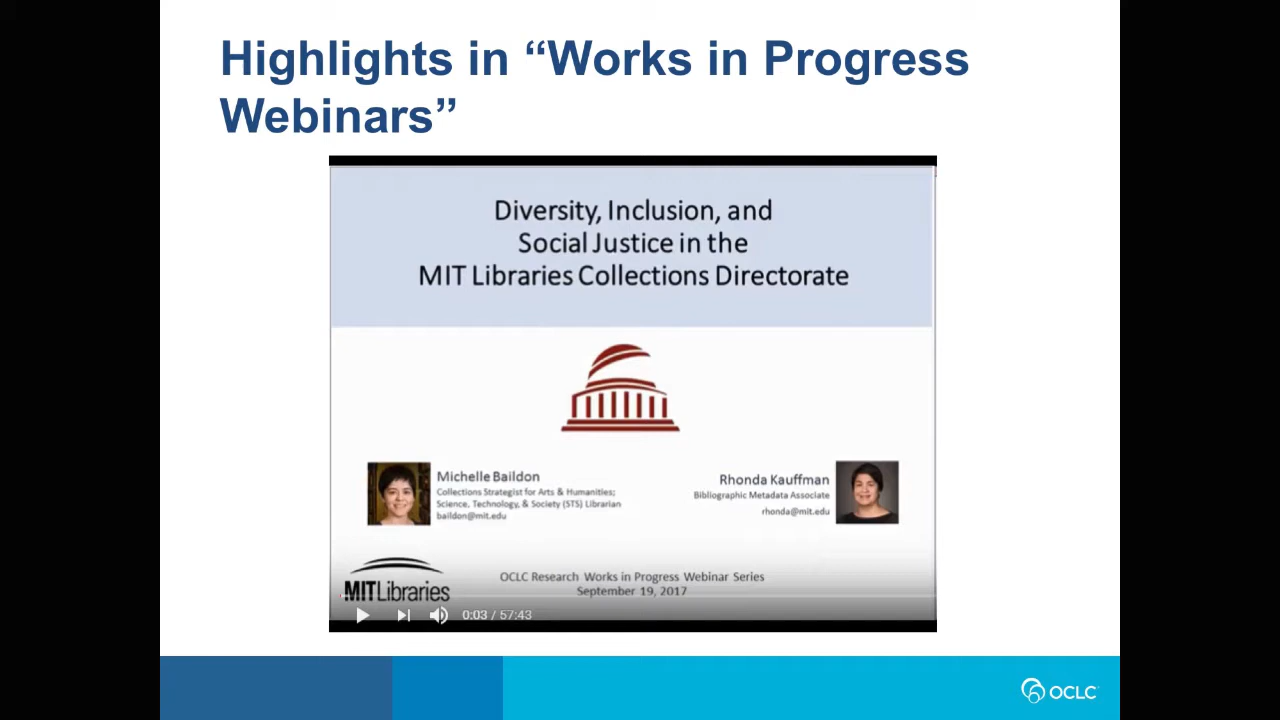 Highlights in “Works in Progress
Webinars”
Diversity, Inclusion, and
Social Justice in the
MIT Libraries Collections Directorate
Michelle Baildon
Collections Strategist for Arts & Humanities;
Science, Technology, & Society (STS) Librarian
baildon@mit.edu
Rhonda Kauffman
Bibliographic Metadata Associate
rhonda@mit.edu
MITLibraries
OCLC Research Works in Progress Webinar Series
September 19, 2017
0:03 / 57:43
OCLC